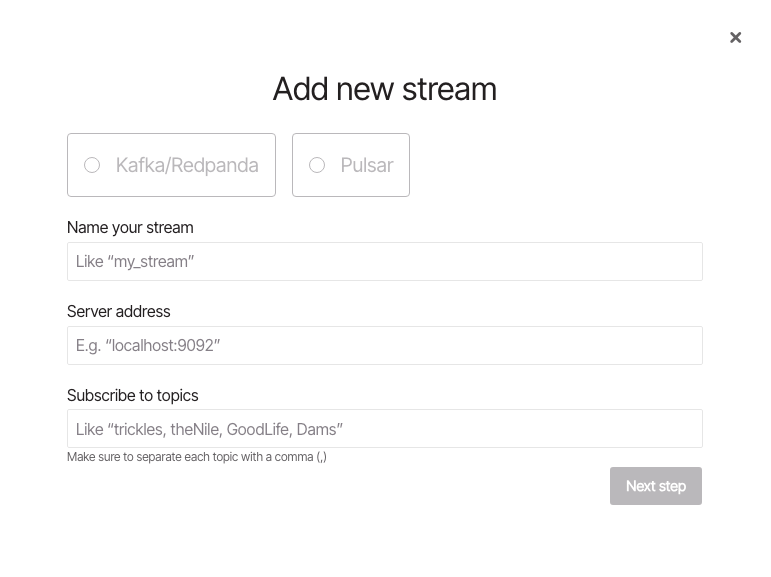 Add new stream
Kafka/Redpanda
Pulsar
Name your stream
Like “my_stream”
Server address
E.g. “localhost:9092”
Subscribe to topics
Like “trickles, theNile, GoodLife, Dams”
Make sure to separate each topic with a comma (,)
Next step